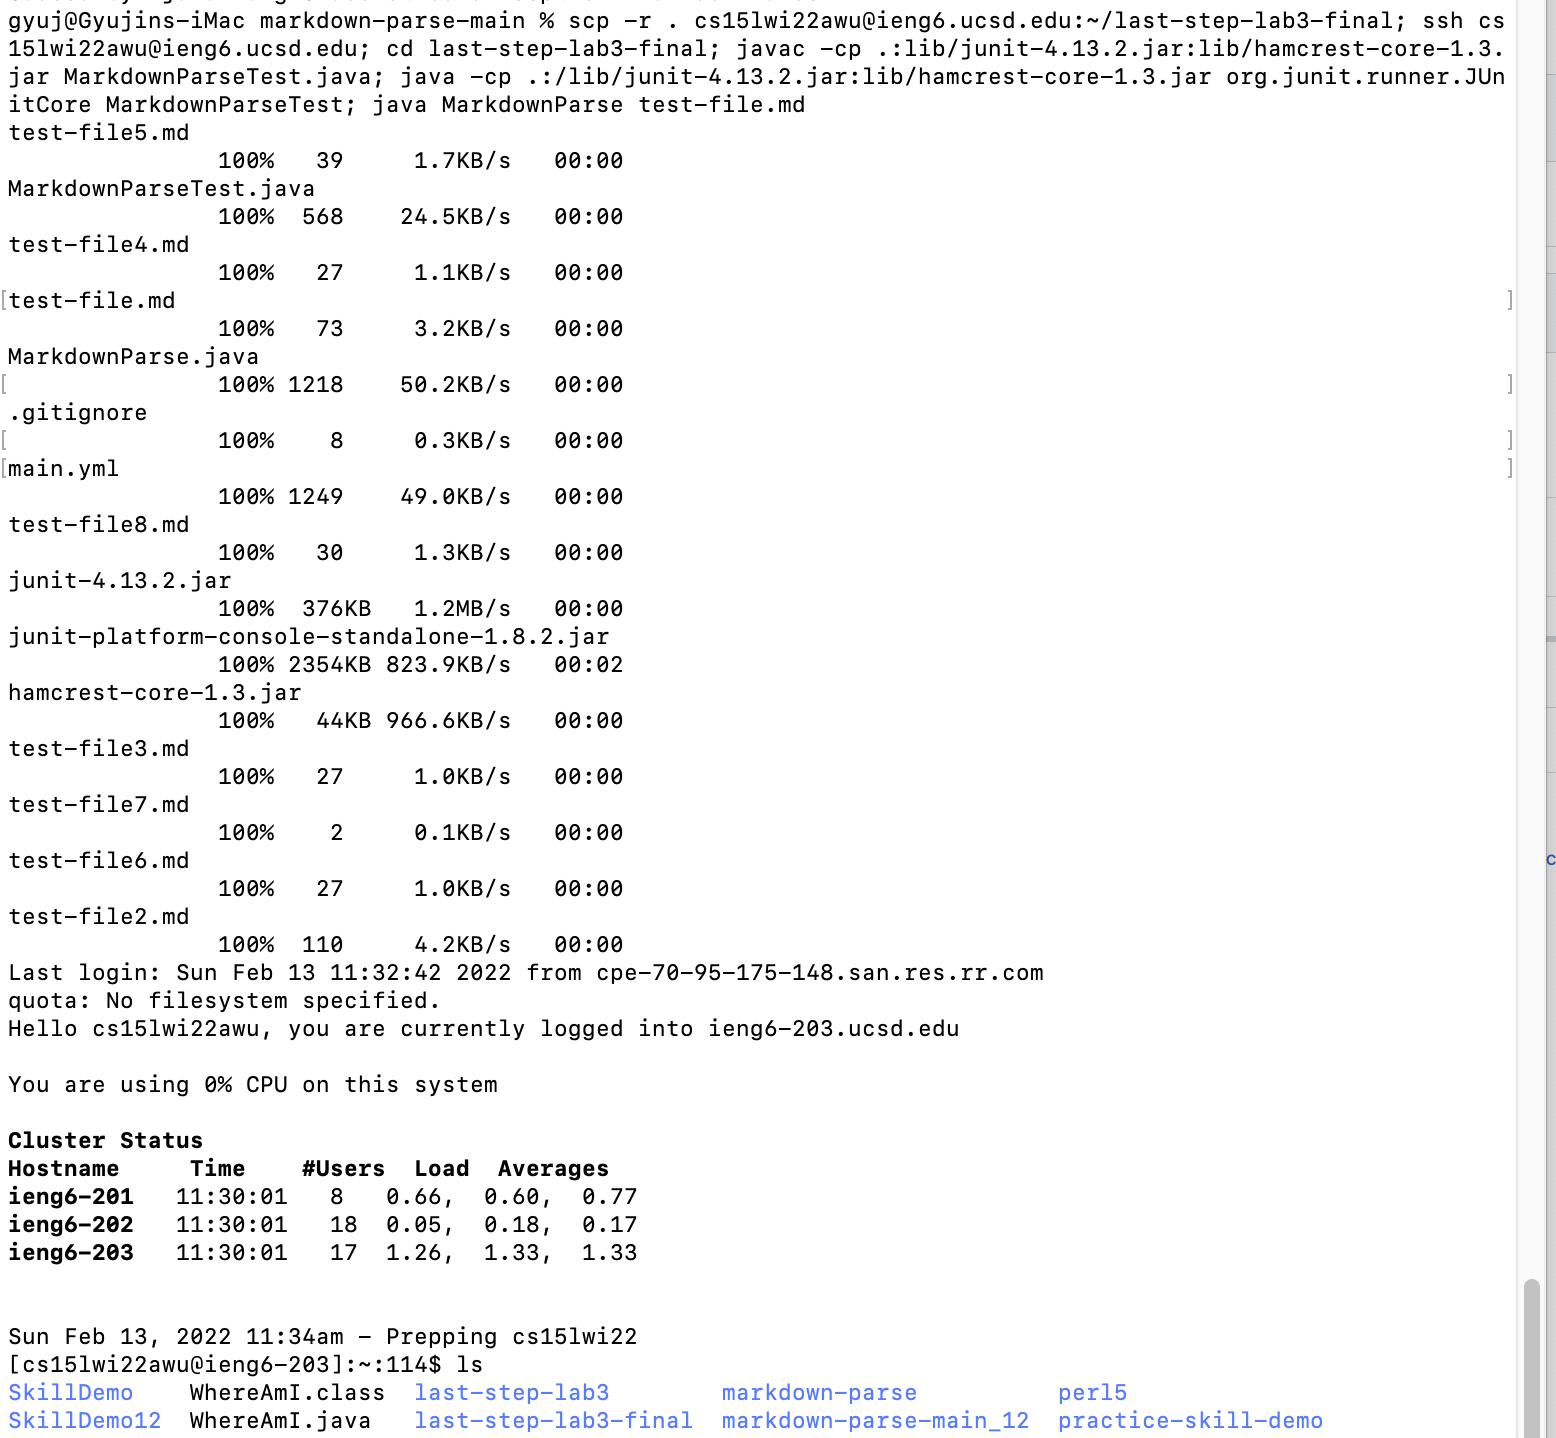 gyuj@Gyujins-iMac markdown-parse-main % scp -r . cs15lwi22awu@ieng6.ucsd.edu:~/last-step-lab3-final; ssh cs
15lwi22awu@ieng6.ucsd.edu; cd last-step-lab3-final; javac -cp .:lib/junit-4.13.2.jar:lib/hamcrest-core-1.3.
jar MarkdownParseTest.java; java -cp .:/lib/junit-4.13.2.jar:lib/hamcrest-core-1.3.jar org.junit.runner.JUn
itCore MarkdownParseTest; java MarkdownParse test-file.md
test-file5.md
100% 39 1.7KB/s 00:00
MarkdownParseTest.java
100% 568 24.5KB/s 00:00
test-file4.md
100% 27 1.1KB/s 00:00
[test-file.md ]
100% 73 3.2KB/s 00:00
MarkdownParse.java
[ 100% 1218 50.2KB/s 00:00 ]
.gitignore
[ 100% 8 0.3KB/s 00:00 ]
[main.yml ]
100% 1249 49.0KB/s 00:00
test-file8.md
100% 30 1.3KB/s 00:00
junit-4.13.2.jar
100% 376KB 1.2MB/s 00:00
junit-platform-console-standalone-1.8.2.jar
100% 2354KB 823.9KB/s 00:02
hamcrest-core-1.3.jar
100% 44KB 966.6KB/s 00:00
test-file3.md
100% 27 1.0KB/s 00:00
test-file7.md
100% 2 0.1KB/s 00:00
test-file6.md
100% 27 1.0KB/s 00:00
test-file2.md
100% 110 4.2KB/s 00:00
Last login: Sun Feb 13 11:32:42 2022 from cpe-70-95-175-148.san.res.rr.com
quota: No filesystem specified.
Hello cs15lwi22awu, you are currently logged into ieng6-203.ucsd.edu
You are using 0% CPU on this system
Cluster Status
Hostname Time #Users Load Averages
ieng6-201 11:30:01 8 0.66, 0.60, 0.77
ieng6-202 11:30:01 18 0.05, 0.18, 0.17
ieng6-203 11:30:01 17 1.26, 1.33, 1.33
Sun Feb 13, 2022 11:34am - Prepping cs15lwi22
[cs15lwi22awu@ieng6-203]:~:114$ ls
SkillDemo WhereAmI.class last-step-lab3 markdown-parse perl5
SkillDemo12 WhereAmI.java last-step-lab3-final markdown-parse-main_12 practice-skill-demo